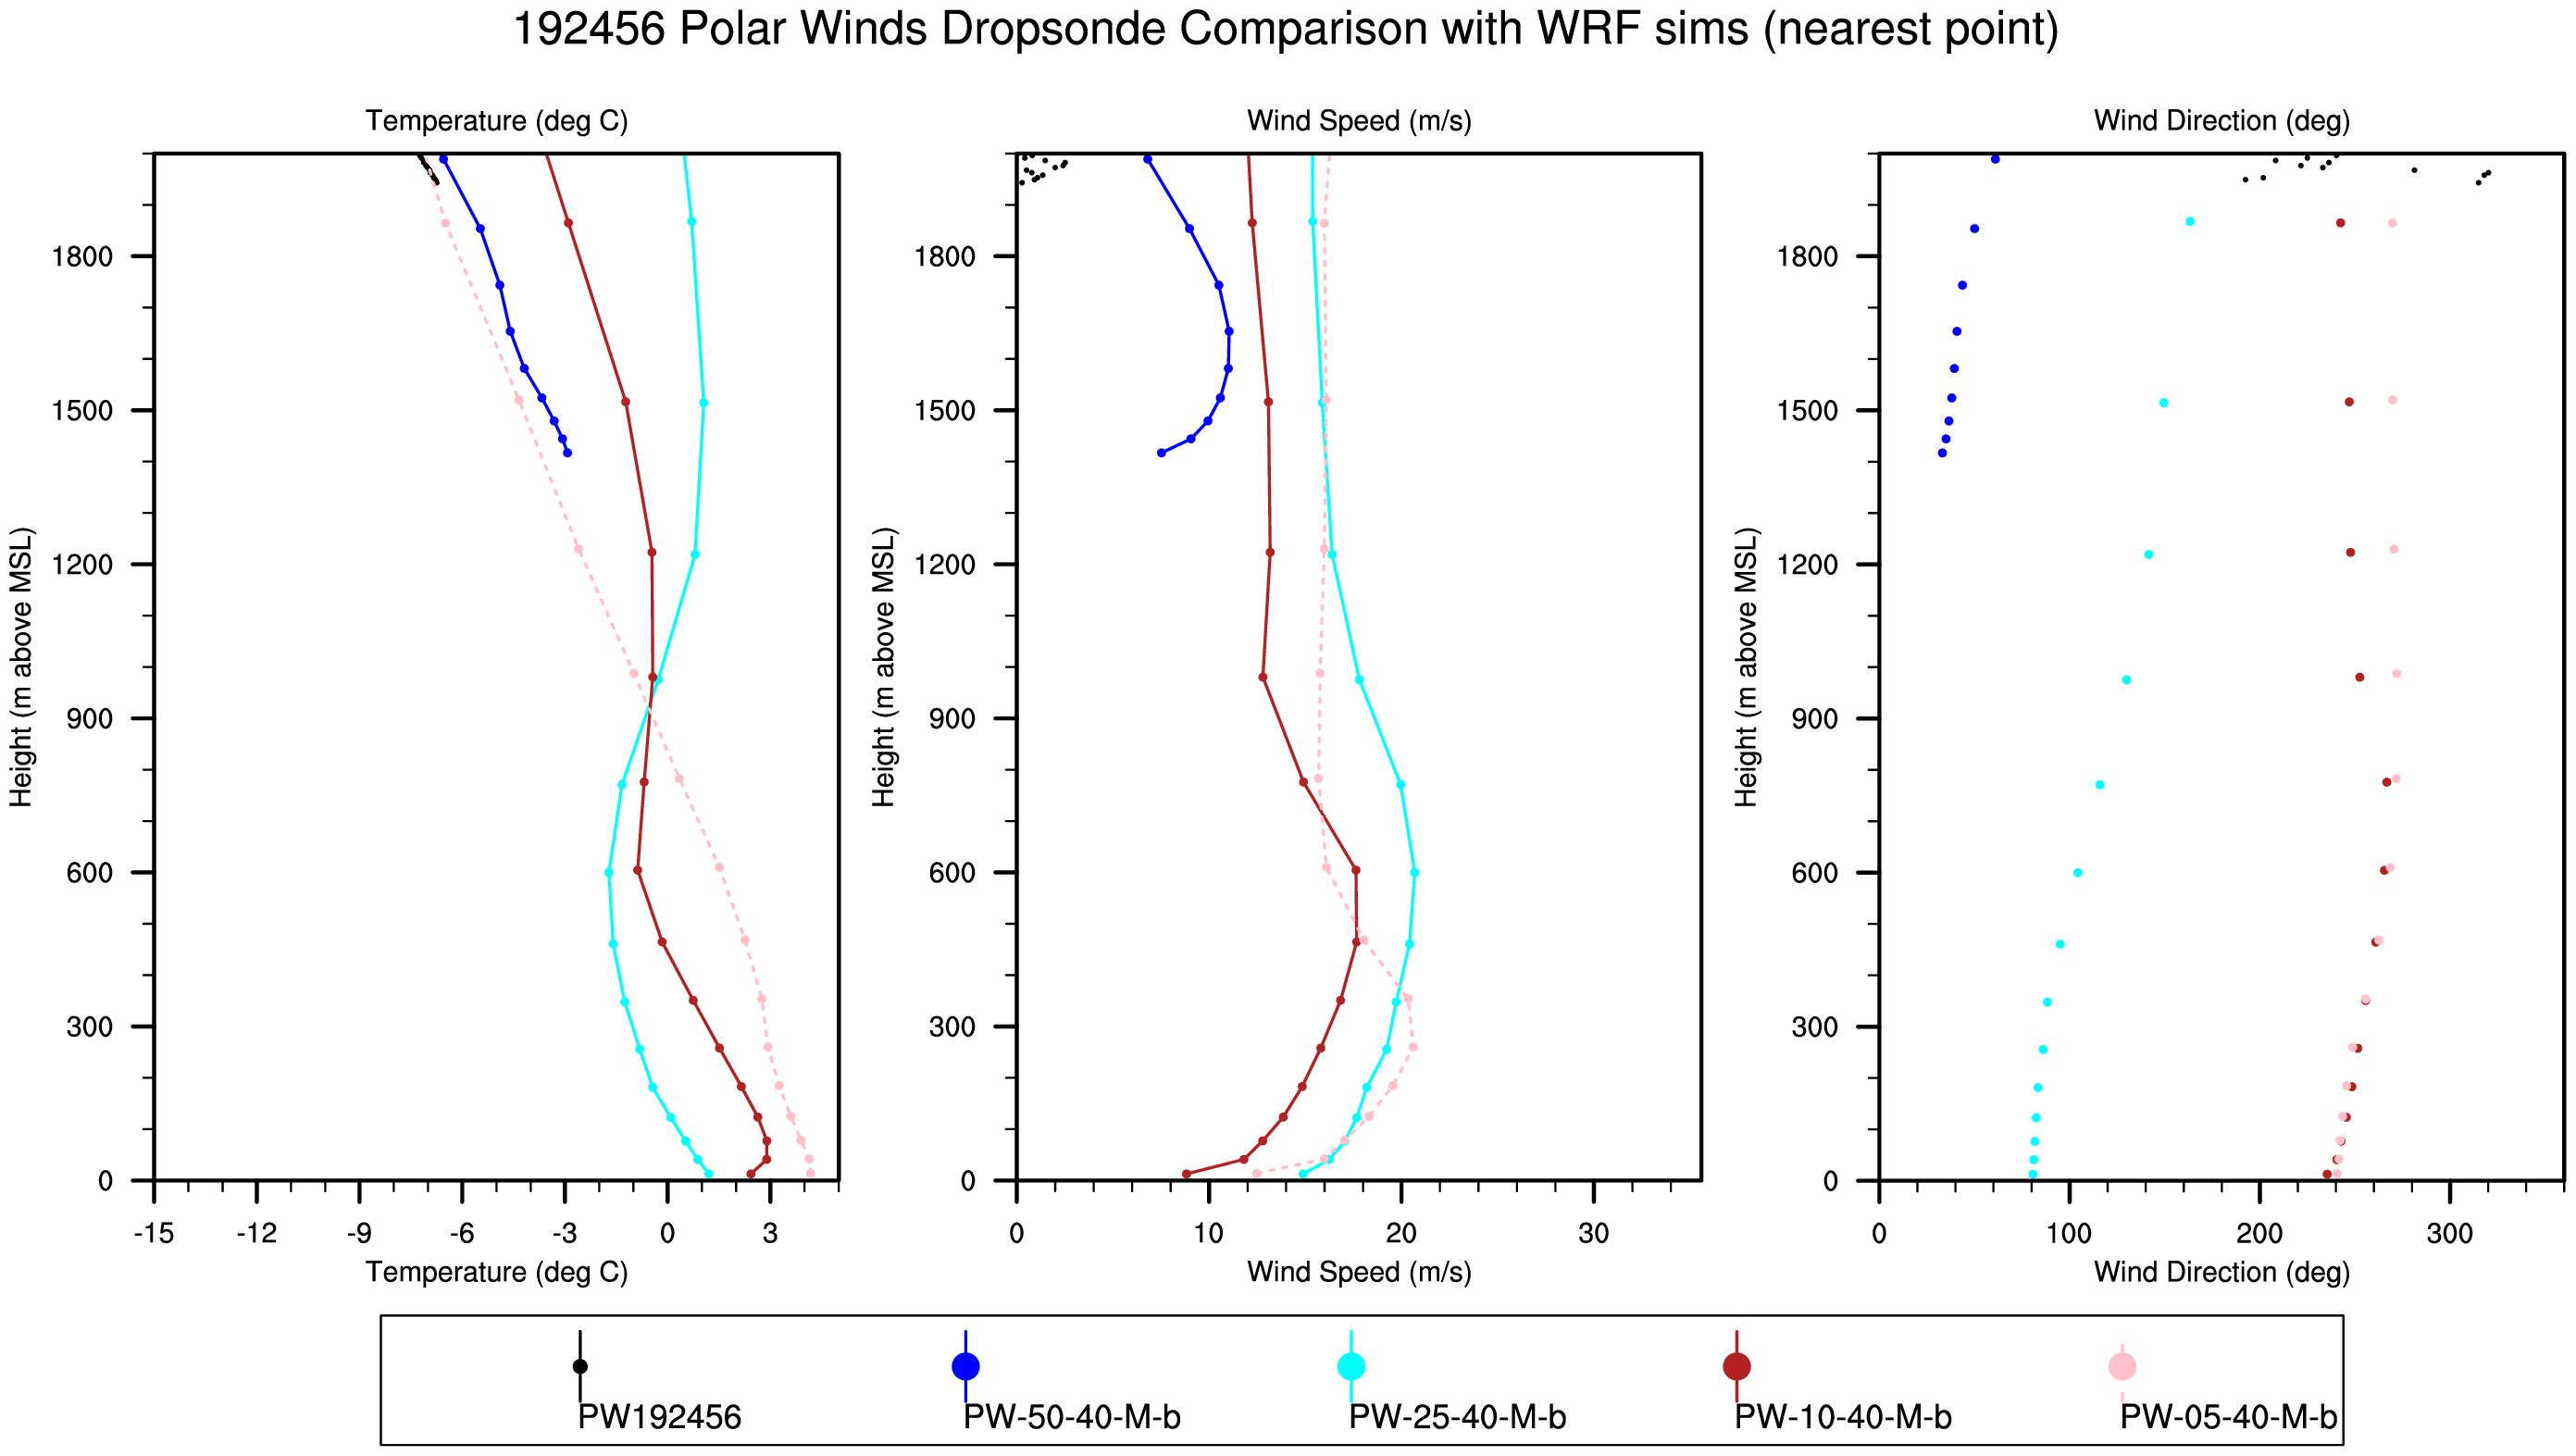 192456 Polar Winds Dropsonde Comparison with WRF sims (nearest point)
Temperature (deg C)
Wind Speed (m/s)
Wind Direction (deg)
Height (m above MSL)
1800
1500
1200
900
600
300
0
-15 -12 -9 -6 -3 0 3
Temperature (deg C)
Height (m above MSL)
1800
1500
1200
900
600
300
0
0 10 20 30
Wind Speed (m/s)
Height (m above MSL)
1800
1500
1200
900
600
300
0
0 100 200 300
Wind Direction (deg)
PW192456
PW-50-40-M-b
PW-25-40-M-b
PW-10-40-M-b
PW-05-40-M-b